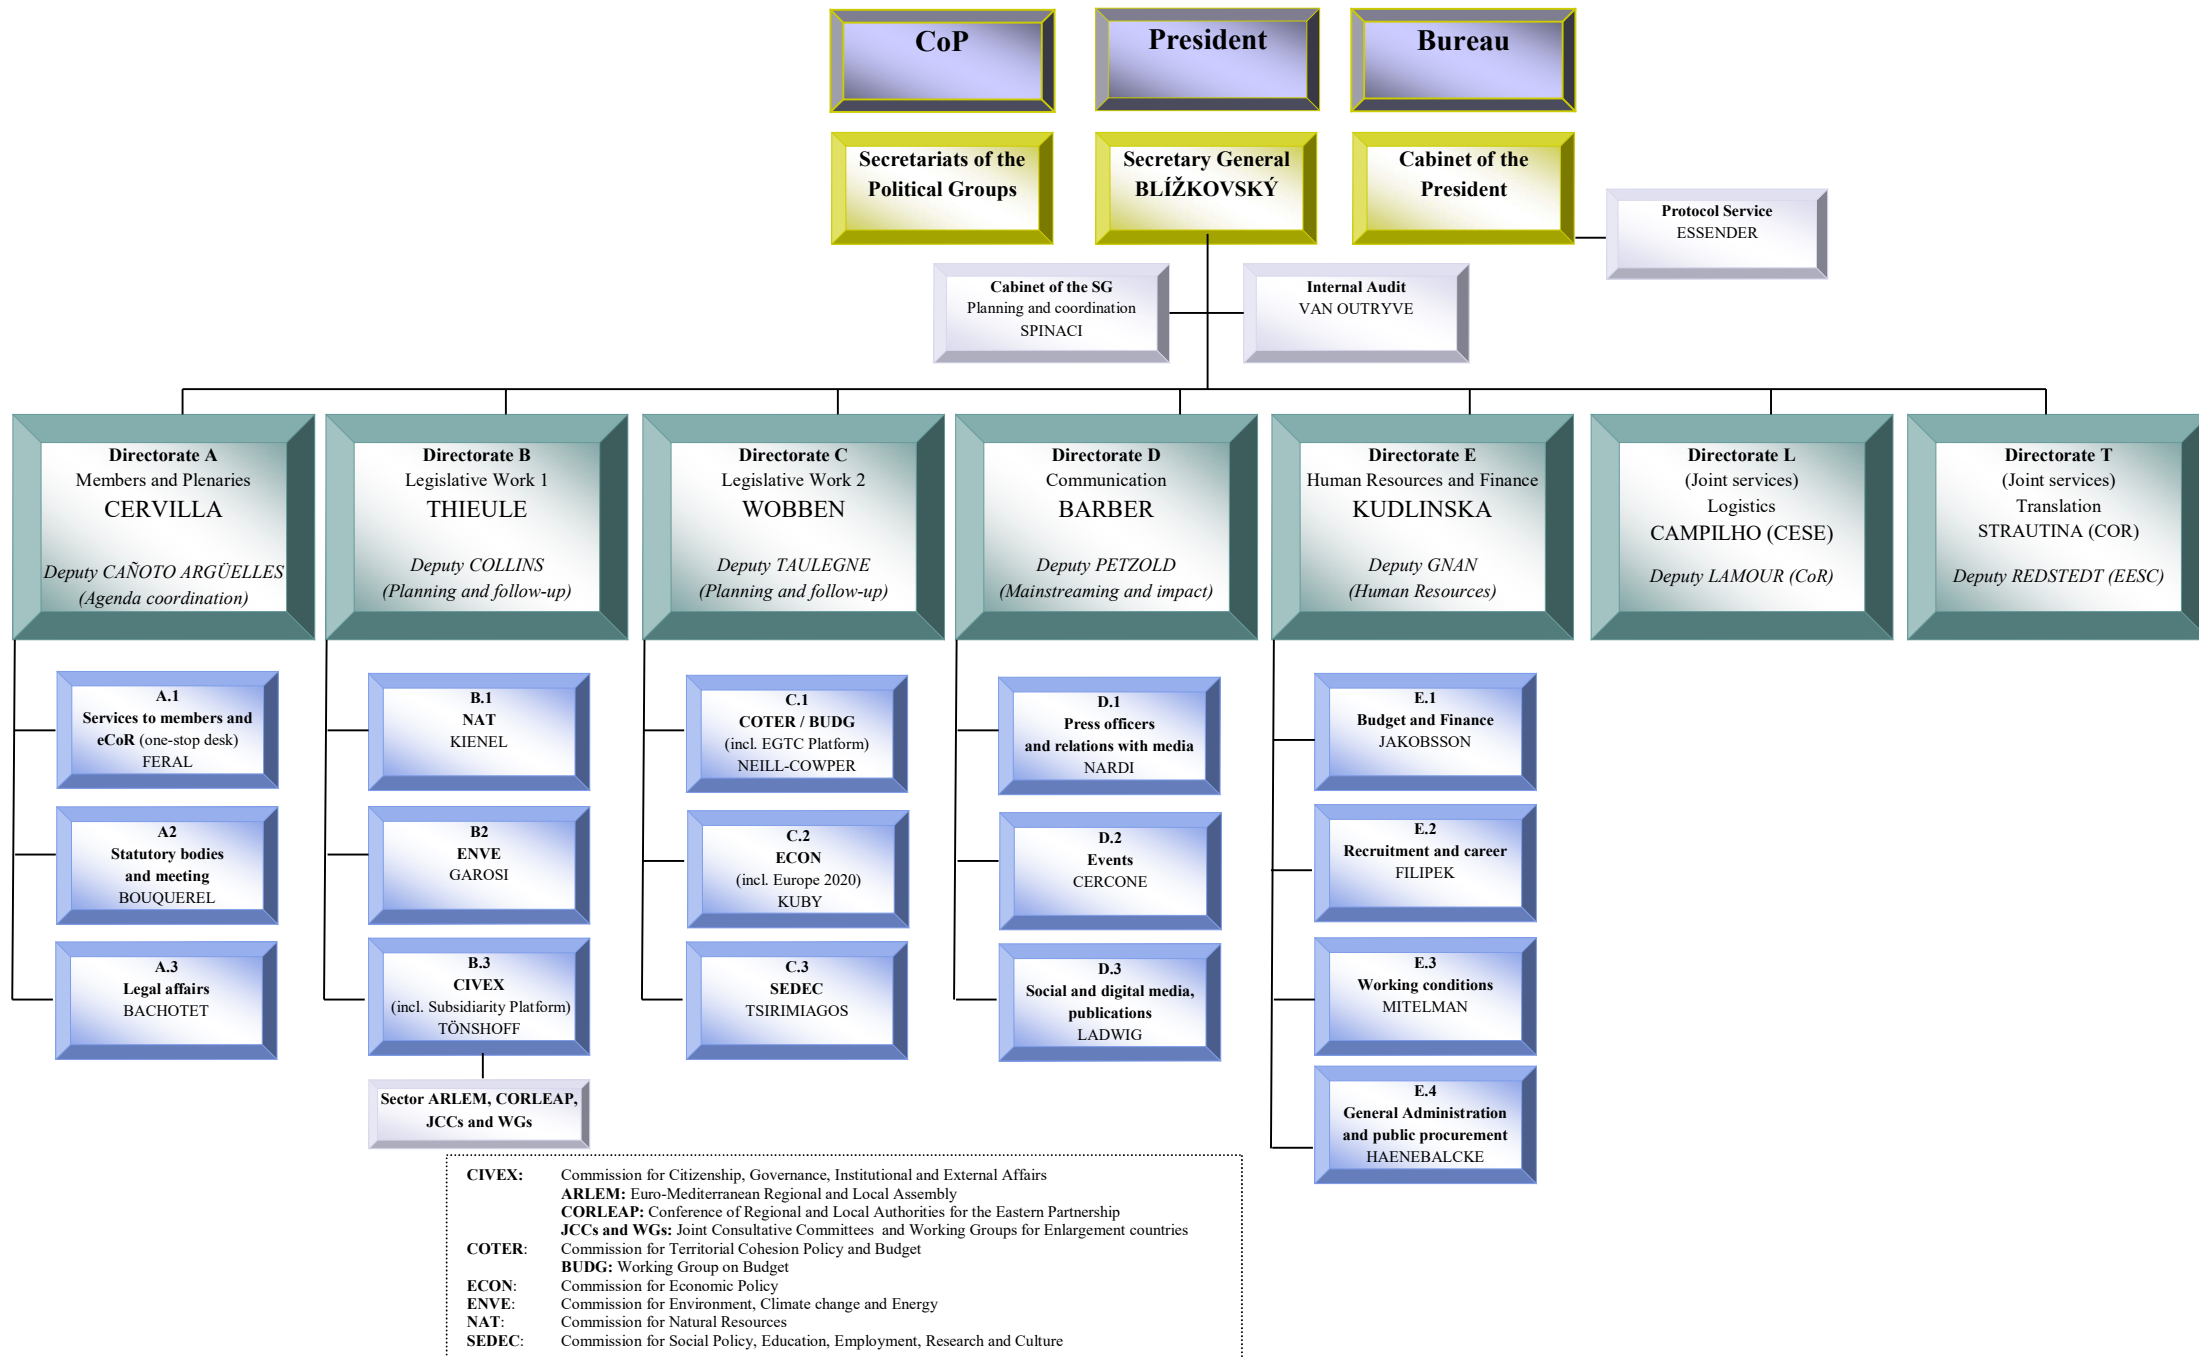 CoP
President
Bureau
Secretariats of the
Political Groups
Secretary General
BLÍŽKOVSKÝ
Cabinet of the
President
Protocol Service
ESSENDER
Cabinet of the SG
Planning and coordination
SPINACI
Internal Audit
VAN OUTRYVE
Directorate A
Members and Plenaries
CERVILLA
Deputy CAÑOTO ARGÜELLES
(Agenda coordination)
Directorate B
Legislative Work 1
THIEULE
Deputy COLLINS
(Planning and follow-up)
Directorate C
Legislative Work 2
WOBBEN
Deputy TAULEGNE
(Planning and follow-up)
Directorate D
Communication
BARBER
Deputy PETZOLD
(Mainstreaming and impact)
Directorate E
Human Resources and Finance
KUDLINSKA
Deputy GNAN
(Human Resources)
Directorate L
(Joint services)
Logistics
CAMPILHO (CESE)
Deputy LAMOUR (CoR)
Directorate T
(Joint services)
Translation
STRAUTINA (COR)
Deputy REDSTEDT (EESC)
A.1
Services to members and
eCoR (one-stop desk)
FERAL
A2
Statutory bodies
and meeting
BOUQUEREL
A.3
Legal affairs
BACHOTET
B.1
NAT
KIENEL
B2
ENVE
GAROSI
B.3
CIVEX
(incl. Subsidiarity Platform)
TÖNSHOFF
Sector ARLEM, CORLEAP,
JCCs and WGs
C.1
COTER / BUDG
(incl. EGTC Platform)
NEILL-COWPER
C.2
ECON
(incl. Europe 2020)
KUBY
C.3
SEDEC
TSIRIMIAGOS
D.1
Press officers
and relations with media
NARDI
D.2
Events
CERCONE
D.3
Social and digital media,
publications
LADWIG
E.1
Budget and Finance
JAKOBSSON
E.2
Recruitment and career
FILIPEK
E.3
Working conditions
MITELMAN
E.4
General Administration
and public procurement
HAENEBALCKE
CIVEX: Commission for Citizenship, Governance, Institutional and External Affairs
ARLEM: Euro-Mediterranean Regional and Local Assembly
CORLEAP: Conference of Regional and Local Authorities for the Eastern Partnership
JCCs and WGs: Joint Consultative Committees and Working Groups for Enlargement countries
COTER: Commission for Territorial Cohesion Policy and Budget
BUDG: Working Group on Budget
ECON: Commission for Economic Policy
ENVE: Commission for Environment, Climate change and Energy
NAT: Commission for Natural Resources
SEDEC: Commission for Social Policy, Education, Employment, Research and Culture